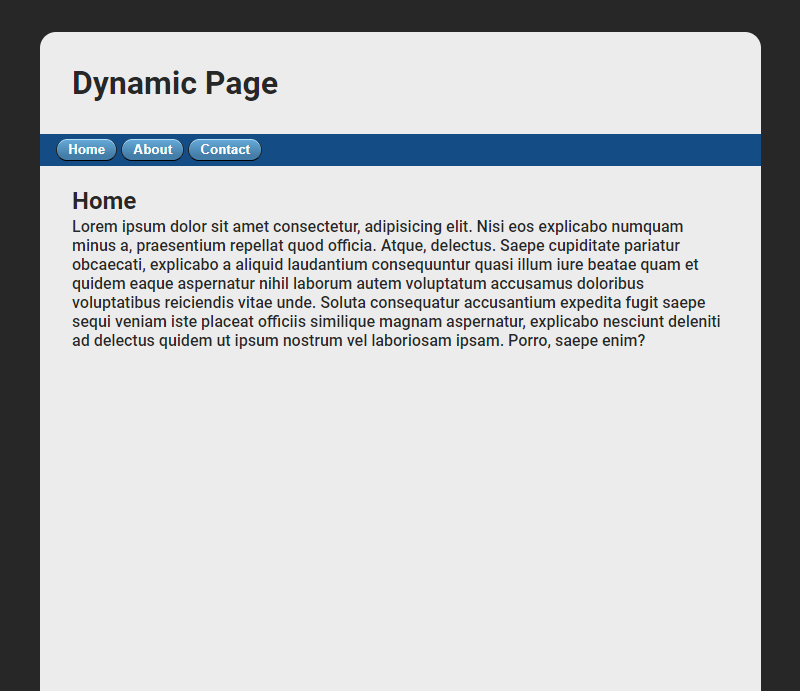 Dynamic Page
Home About Contact
Home
Lorem ipsum dolor sit amet consectetur, adipisicing elit. Nisi eos explicabo numquam
minus a, praesentium repellat quod officia. Atque, delectus. Saepe cupiditate pariatur
obcaecati, explicabo a aliquid laudantium consequuntur quasi illum iure beatae quam et
quidem eaque aspernatur nihil laborum autem voluptatum accusamus doloribus
voluptatibus reiciendis vitae unde. Soluta consequatur accusantium expedita fugit saepe
sequi veniam iste placeat officiis similique magnam aspernatur, explicabo nesciunt deleniti
ad delectus quidem ut ipsum nostrum vel laboriosam ipsam. Porro, saepe enim?